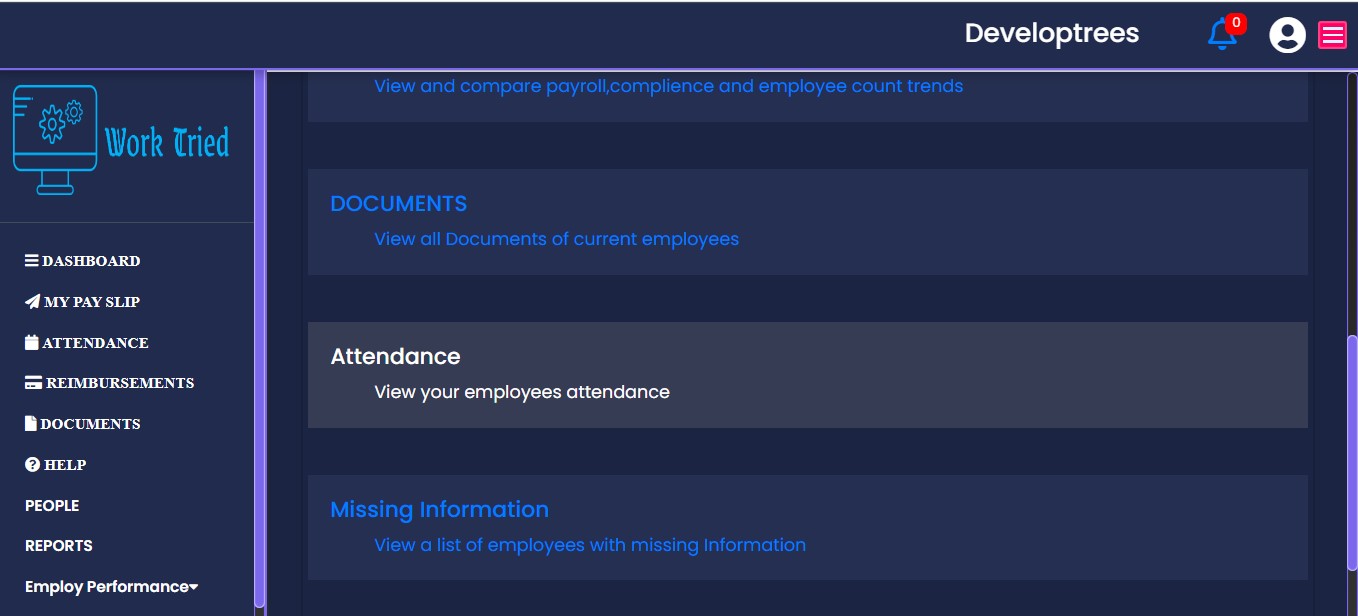 Developtrees
0
Work Tried
DASHBOARD
MY PAY SLIP
ATTENDANCE
REIMBURSEMENTS
DOCUMENTS
HELP
PEOPLE
REPORTS
Employ Performance
View and compare payroll,complience and employee count trends
DOCUMENTS
View all Documents of current employees
Attendance
View your employees attendance
Missing Information
View a list of employees with missing Information